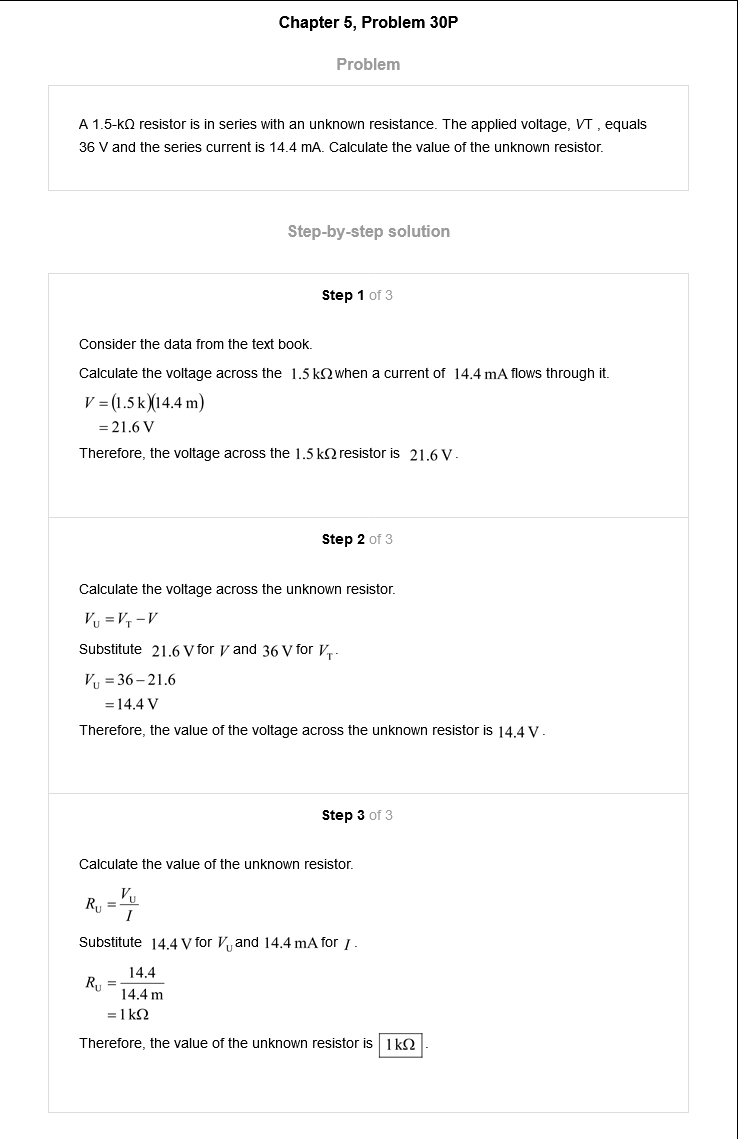 Chapter 5, Problem 30P
Problem
A 1.5-kΩ resistor is in series with an unknown resistance. The applied voltage, VT , equals
36 V and the series current is 14.4 mA. Calculate the value of the unknown resistor.
Step-by-step solution
Step 1 of 3
Consider the data from the text book.
Calculate the voltage across the 1.5 kΩ when a current of 14.4 mA flows through it.
V = (1.5 k)(14.4 m)
= 21.6 V
Therefore, the voltage across the 1.5 kΩ resistor is 21.6 V.
Step 2 of 3
Calculate the voltage across the unknown resistor.
V_U = V_T − V
Substitute 21.6 V for V and 36 V for V_T.
V_U = 36 − 21.6
= 14.4 V
Therefore, the value of the voltage across the unknown resistor is 14.4 V.
Step 3 of 3
Calculate the value of the unknown resistor.
R_U = V_U / I
Substitute 14.4 V for V_U and 14.4 mA for I.
R_U = 14.4 / 14.4 m
= 1 kΩ
Therefore, the value of the unknown resistor is 1 kΩ.